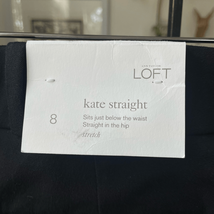 LOFT
kate straight
8
Sits just below the waist
Straight in the hip
stretch